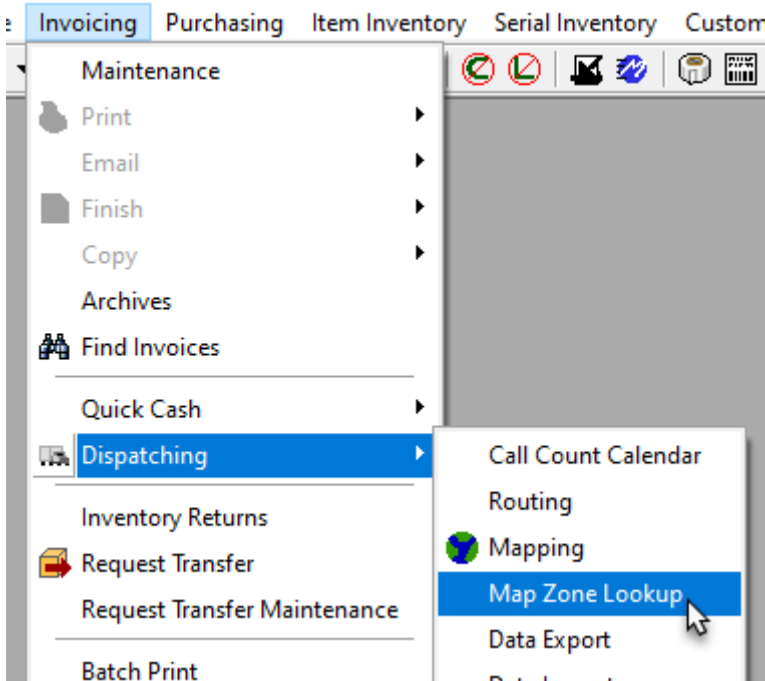 Invoicing Purchasing Item Inventory Serial Inventory Custom
Maintenance
Print
Email
Finish
Copy
Archives
Find Invoices
Quick Cash
Dispatching
Call Count Calendar
Routing
Inventory Returns
Mapping
Request Transfer
Map Zone Lookup
Request Transfer Maintenance
Data Export
Batch Print